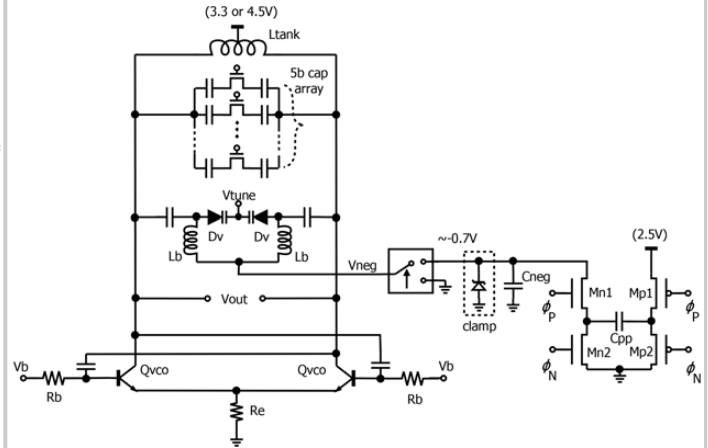 (3.3 or 4.5V)
Ltank
5b cap
array
Vtune
Dv Dv
Lb Lb
Vneg
~-0.7V
(2.5V)
Cneg
clamp
Mn1 Mp1
ϕP ϕP
Cpp
Mn2 Mp2
ϕN ϕN
Vout
Vb Qvco Qvco Vb
Rb Rb
Re